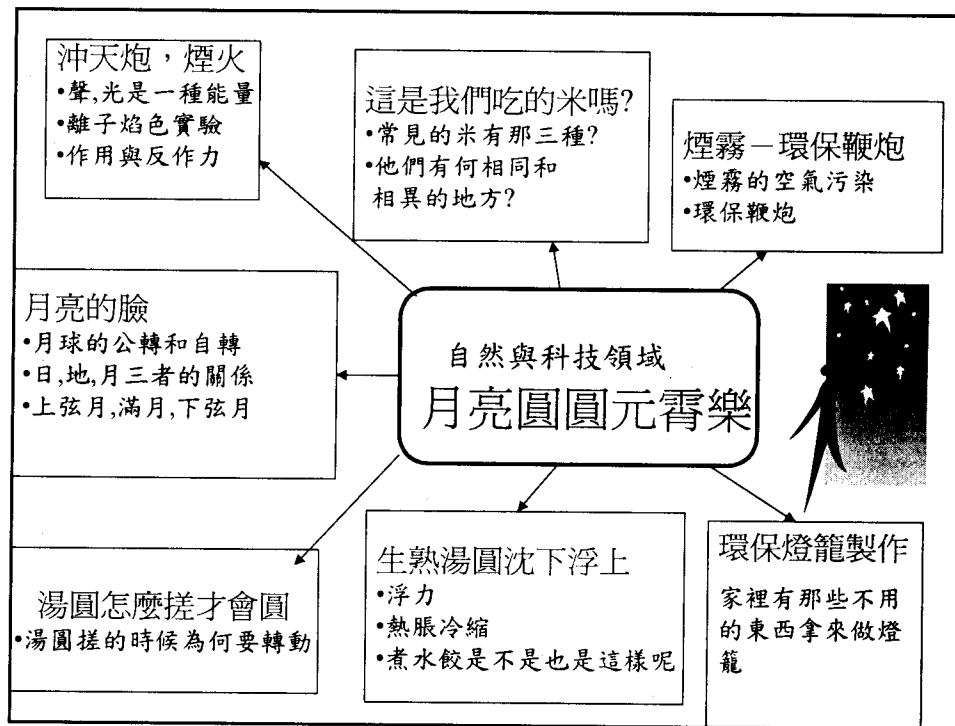 沖天炮，煙火
•聲,光是一種能量
•離子焰色實驗
•作用與反作力
這是我們吃的米嗎?
•常見的米有那三種?
•他們有何相同和
相異的地方?
煙霧－環保鞭炮
•煙霧的空氣污染
•環保鞭炮
月亮的臉
•月球的公轉和自轉
•日,地,月三者的關係
•上弦月,滿月,下弦月
自然與科技領域
月亮圓圓元霄樂
湯圓怎麼搓才會圓
•湯圓搓的時候為何要轉動
生熟湯圓沈下浮上
•浮力
•熱脹冷縮
•煮水餃是不是也是這樣呢
環保燈籠製作
家裡有那些不用
的東西拿來做燈
籠